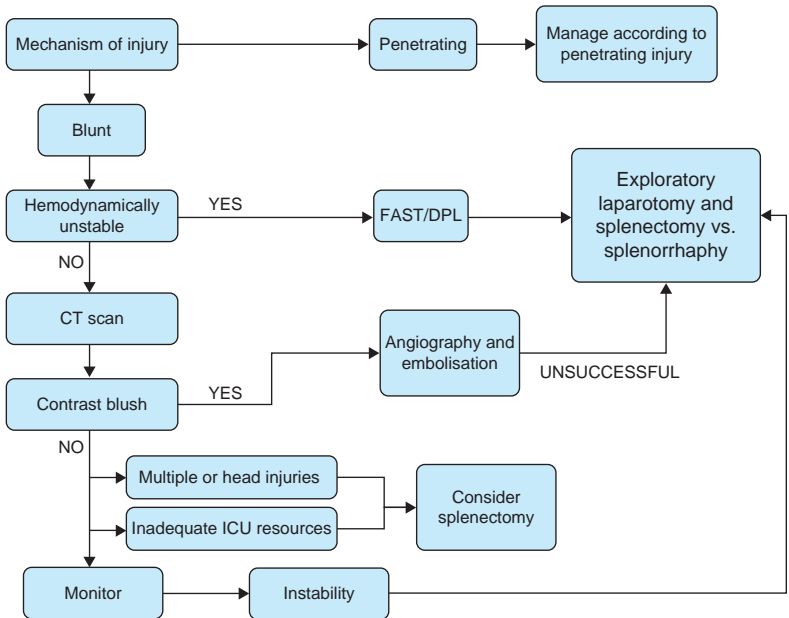 Mechanism of injury
Penetrating
Manage according to
penetrating injury
Blunt
Hemodynamically
unstable
YES
FAST/DPL
Exploratory
laparotomy and
splenectomy vs.
splenorrhaphy
NO
CT scan
Contrast blush
YES
Angiography and
embolisation
UNSUCCESSFUL
NO
Multiple or head injuries
Inadequate ICU resources
Consider
splenectomy
Monitor
Instability